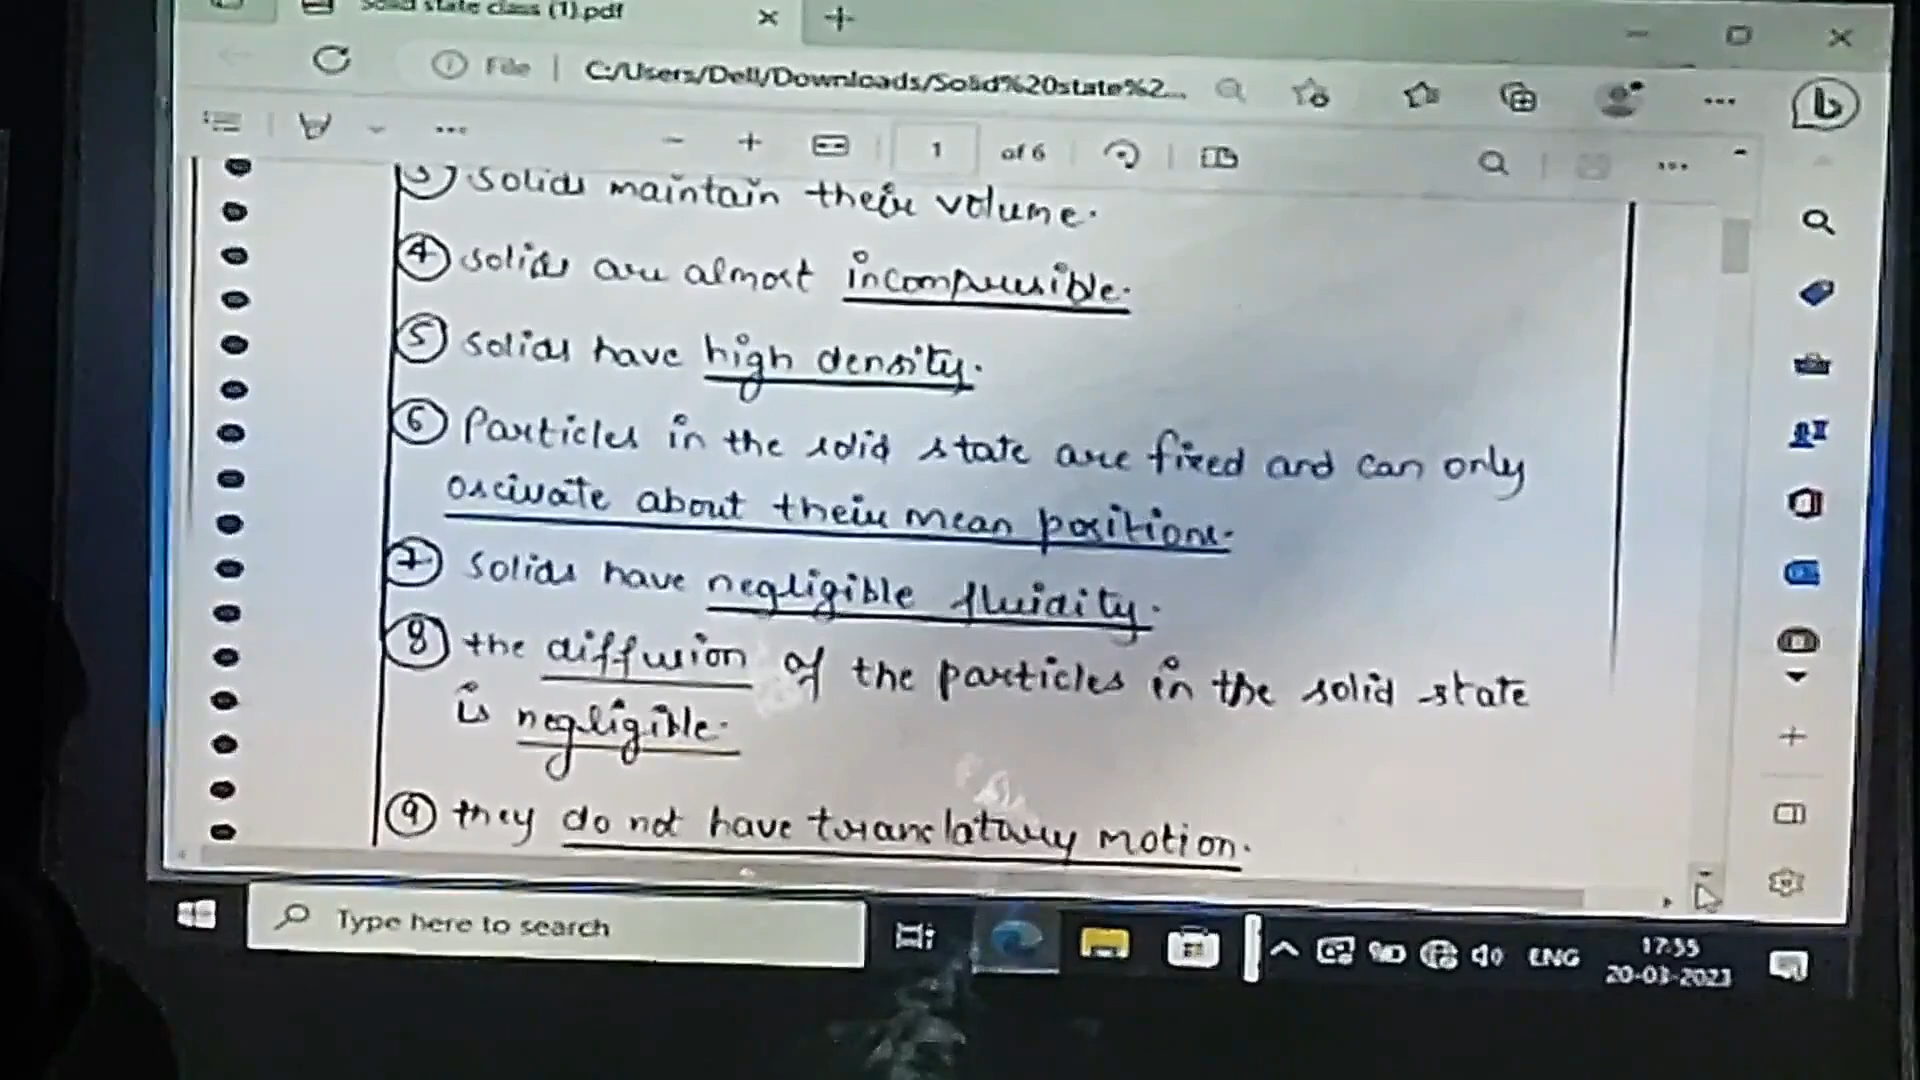 Solid state class (1).pdf
File | C:/Users/Dell/Downloads/Solid%20state%2...
1 of 6
3) solids maintain their volume.
4 solids are almost incompressible.
5 solids have high density.
6 Particles in the solid state are fixed and can only
oscillate about their mean positions.
7 solids have negligible fluidity.
8 the diffusion of the particles in the solid state
is negligible.
9 they do not have translatory motion.
Type here to search
ENG
17:55
20-03-2023